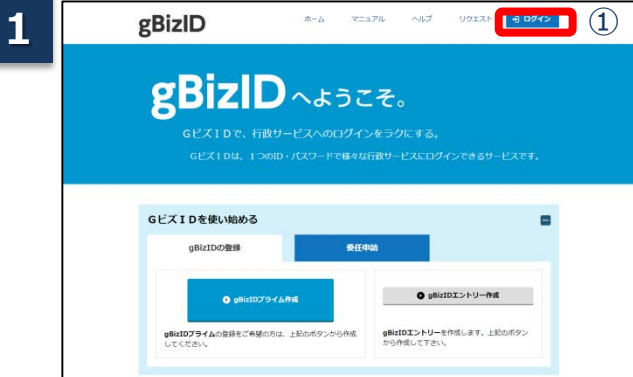 1
gBizID
ホーム マニュアル ヘルプ リクエスト ログイン
①
gBizIDへようこそ。
GビズIDで、行政サービスへのログインをラクにする。
GビズIDは、1つのID・パスワードで様々な行政サービスにログインできるサービスです。
GビズIDを使い始める
gBizIDの登録 委任申請
gBizIDプライム作成 gBizIDエントリー作成
gBizIDプライムの登録をご希望の方は、上記のボタンから作成
してください。
gBizIDエントリーを作成します。上記のボタン
から作成して下さい。